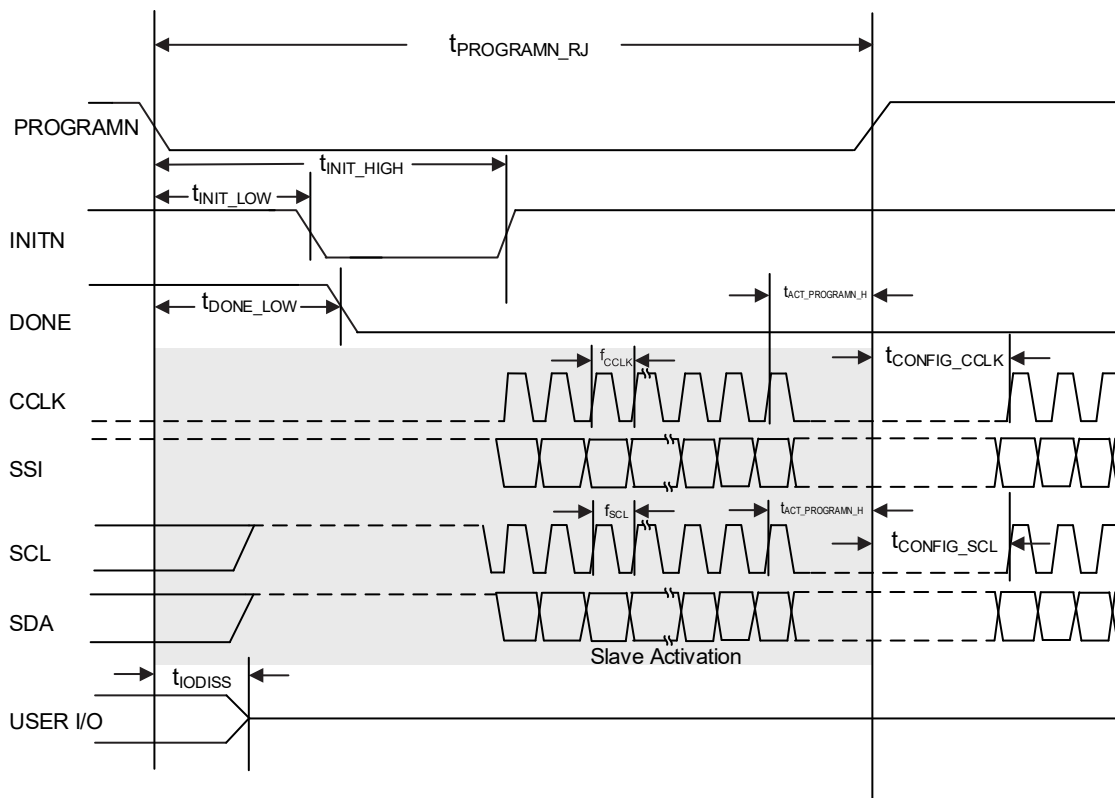 tPROGRAMN_RJ
PROGRAMN
tINIT_HIGH
tINIT_LOW
INITN
tDONE_LOW
tACT_PROGRAMN_H
DONE
fCCLK
tCONFIG_CCLK
CCLK
SSI
fSCL
tACT_PROGRAMN_H
SCL
tCONFIG_SCL
SDA
Slave Activation
tIODISS
USER I/O